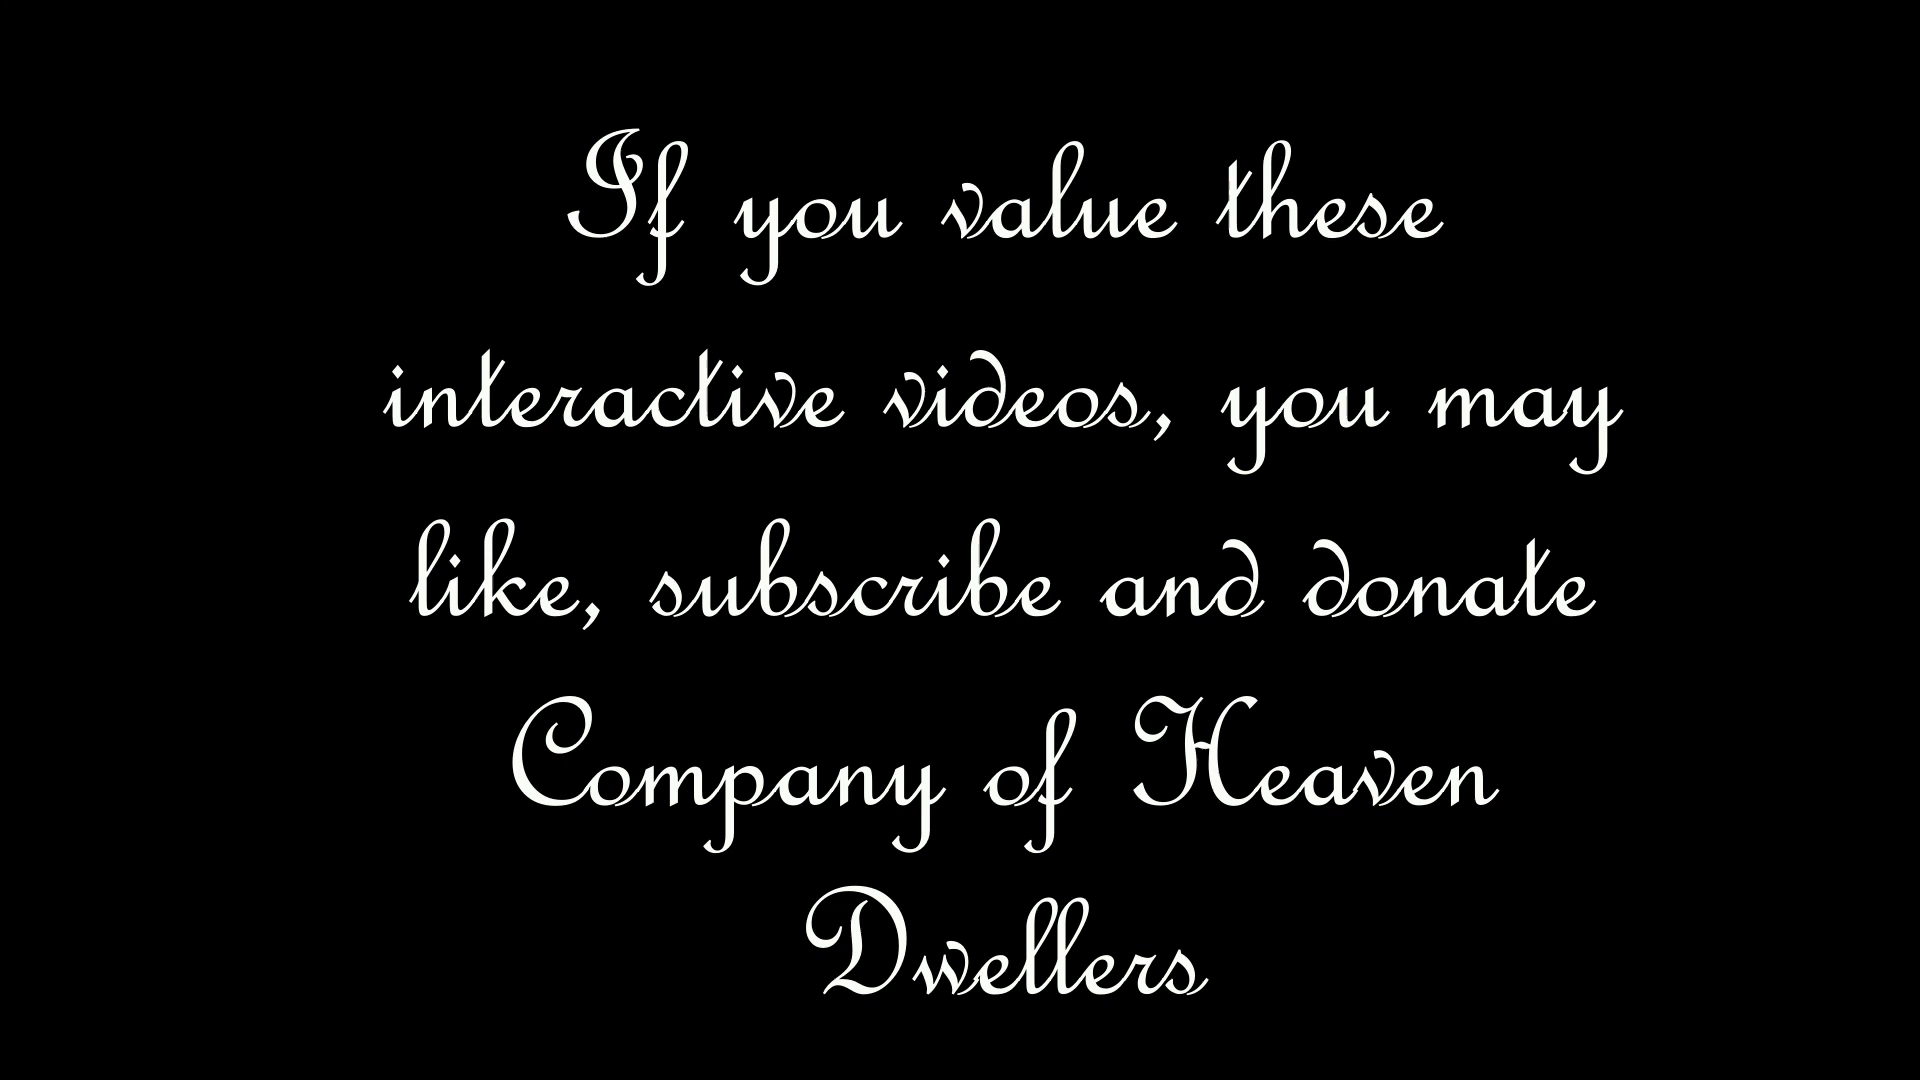 If you value these
interactive videos, you may
like, subscribe and donate
Company of Heaven
Dwellers